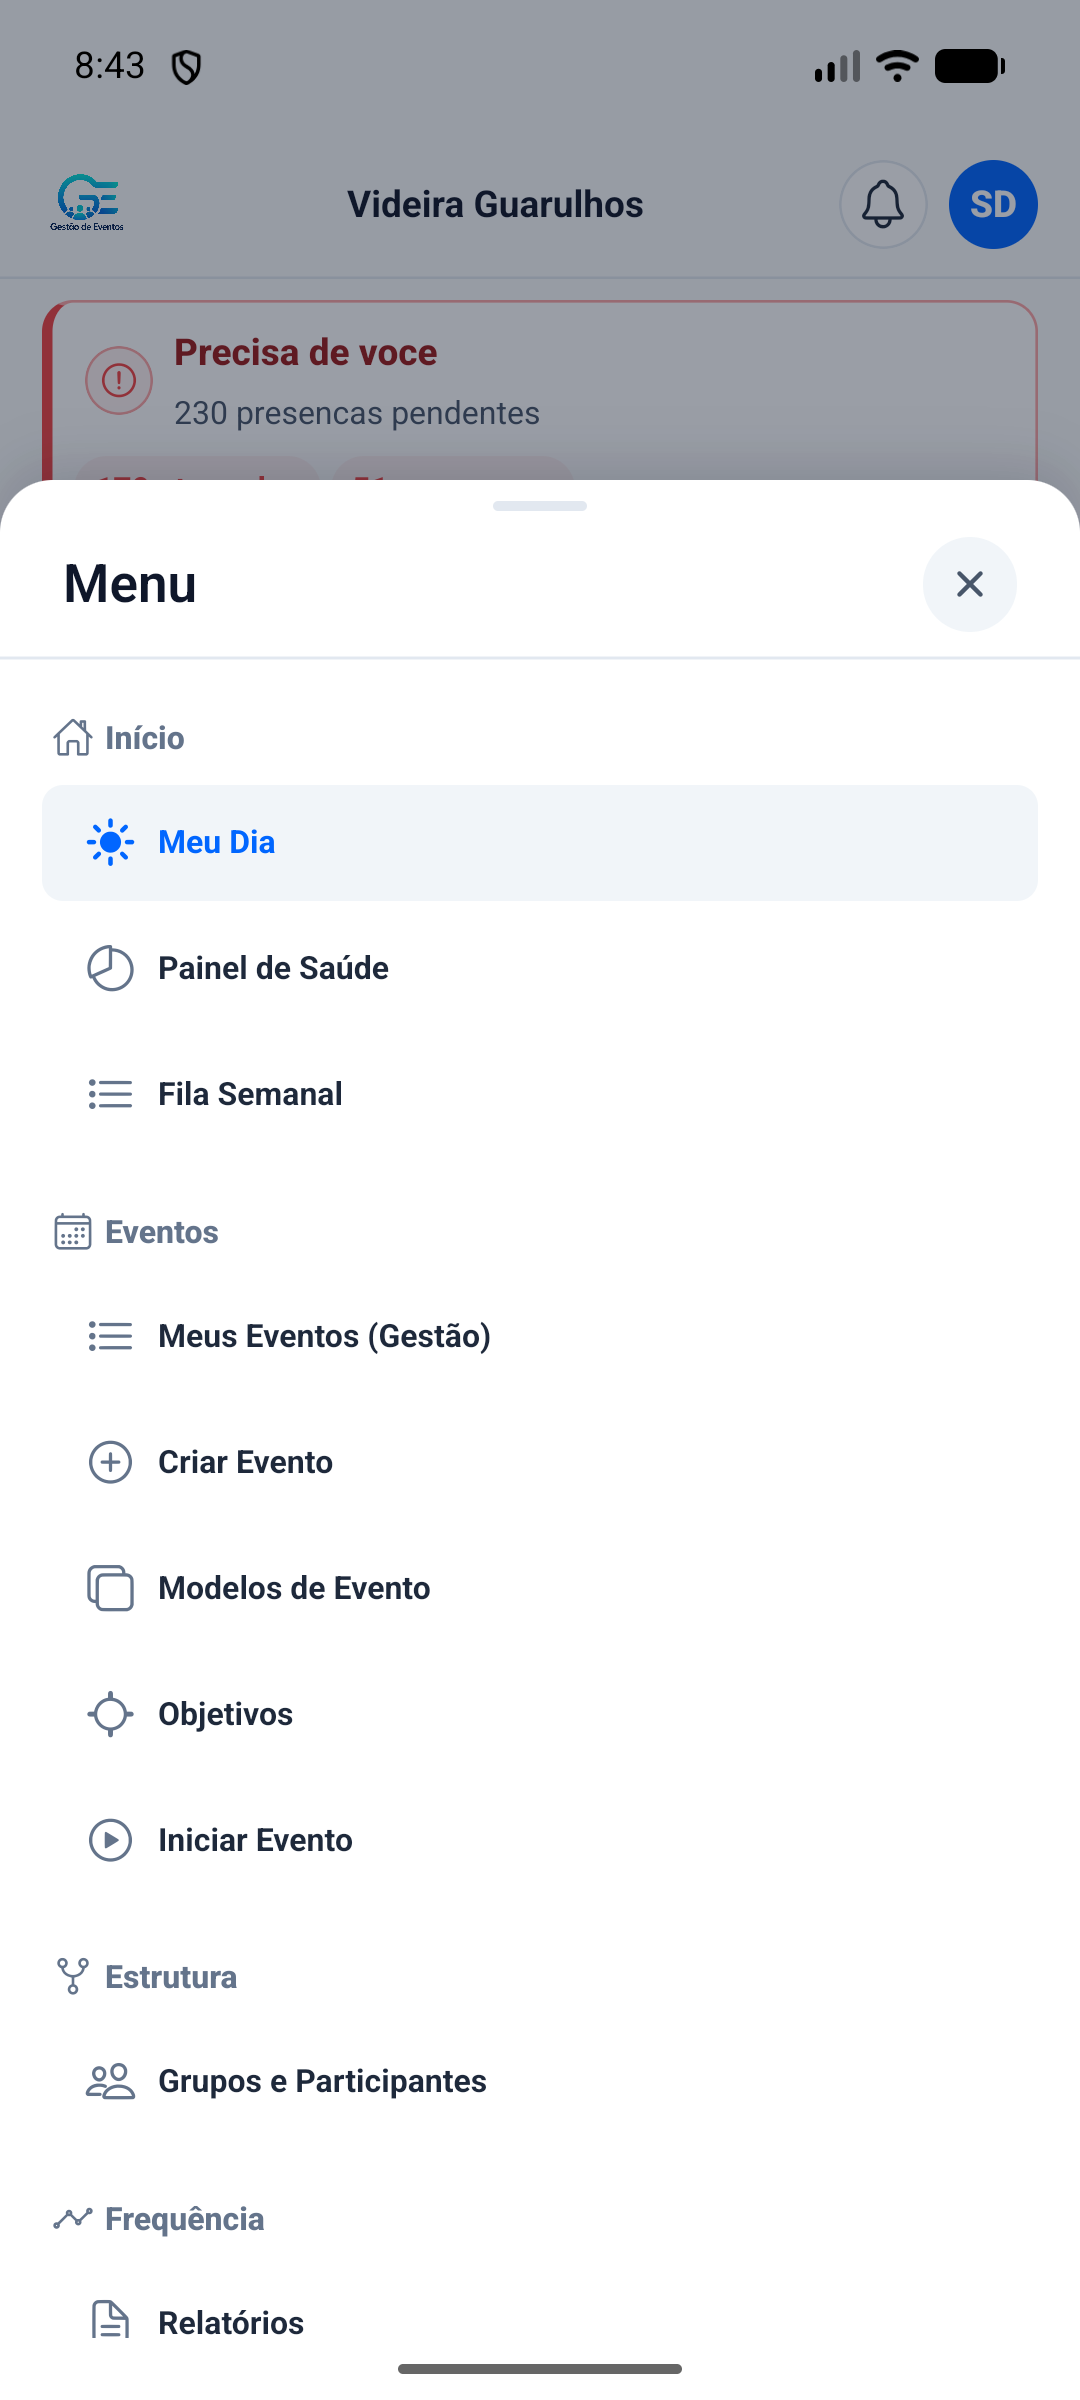 8:43
Gestão de Eventos
Videira Guarulhos
SD
Precisa de voce
230 presencas pendentes
Menu
Início
Meu Dia
Painel de Saúde
Fila Semanal
Eventos
Meus Eventos (Gestão)
Criar Evento
Modelos de Evento
Objetivos
Iniciar Evento
Estrutura
Grupos e Participantes
Frequência
Relatórios